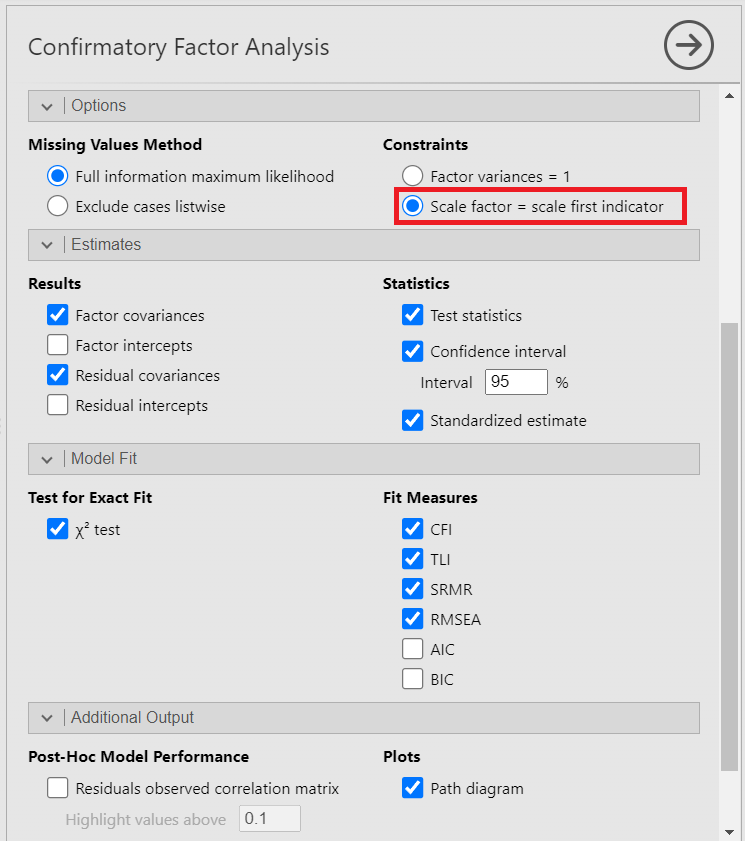 Confirmatory Factor Analysis
Options
Missing Values Method
Full information maximum likelihood
Exclude cases listwise
Constraints
Factor variances = 1
Scale factor = scale first indicator
Estimates
Results
Factor covariances
Factor intercepts
Residual covariances
Residual intercepts
Statistics
Test statistics
Confidence interval
Interval 95 %
Standardized estimate
Model Fit
Test for Exact Fit
χ² test
Fit Measures
CFI
TLI
SRMR
RMSEA
AIC
BIC
Additional Output
Post-Hoc Model Performance
Residuals observed correlation matrix
Highlight values above 0.1
Plots
Path diagram